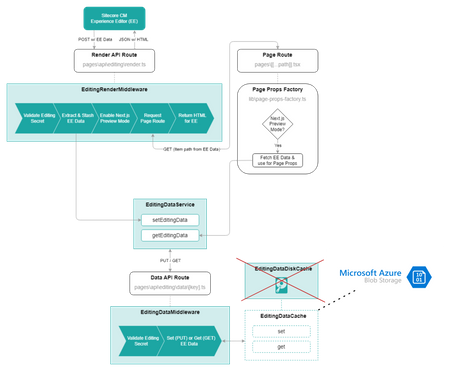 Sitecore CM
Experience Editor (EE)
POST w/ EE Data
JSON w/ HTML
Render API Route
pages/api/editing/render.ts
Page Route
pages/[[...path]].tsx
EditingRenderMiddleware
Validate Editing
Secret
Extract & Stash
EE Data
Enable Next.js
Preview Mode
Request
Page Route
Return HTML
for EE
Page Props Factory
lib/page-props-factory.ts
Next.js
Preview
Mode?
Yes
Fetch EE Data &
use for Page Props
GET (item path from EE Data)
EditingDataService
setEditingData
getEditingData
PUT - GET
Data API Route
pages/api/editing/data/[key].ts
EditingDataDiskCache
Microsoft Azure
Blob Storage
EditingDataMiddleware
Validate Editing
Secret
Set (PUT) or Get (GET)
EE Data
EditingDataCache
set
get